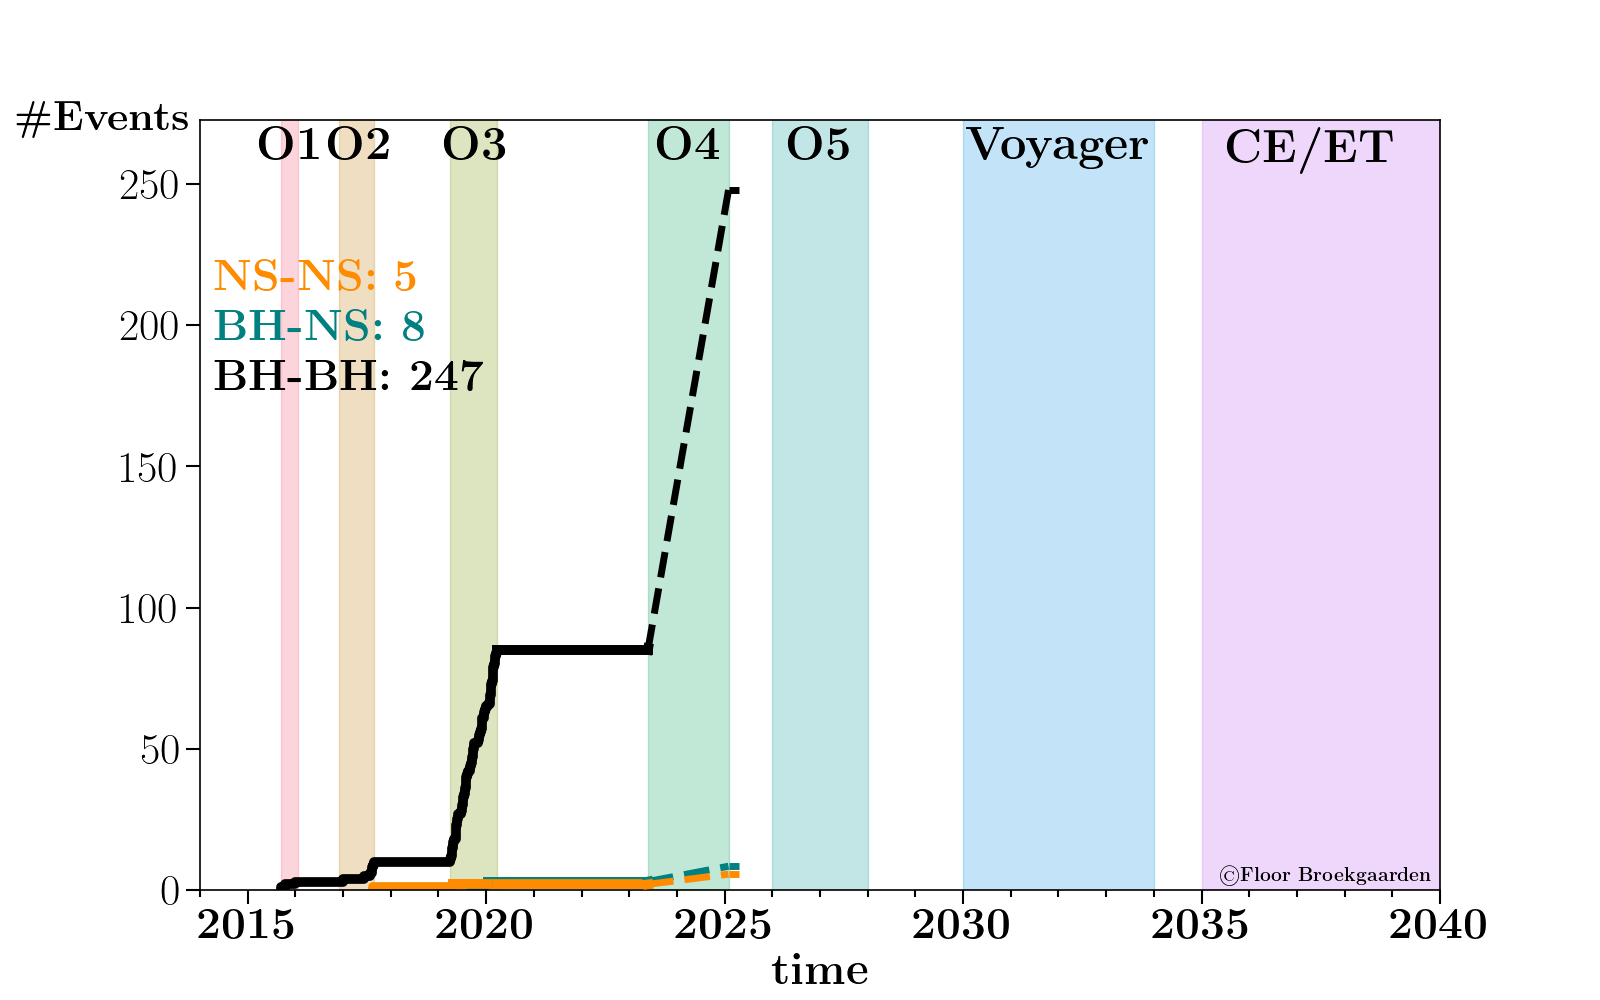 #Events
O1 O2 O3 O4 O5 Voyager CE/ET
250
NS-NS: 5
200
BH-NS: 8
BH-BH: 247
150
100
50
0
©Floor Broekgaarden
2015 2020 2025 2030 2035 2040
time